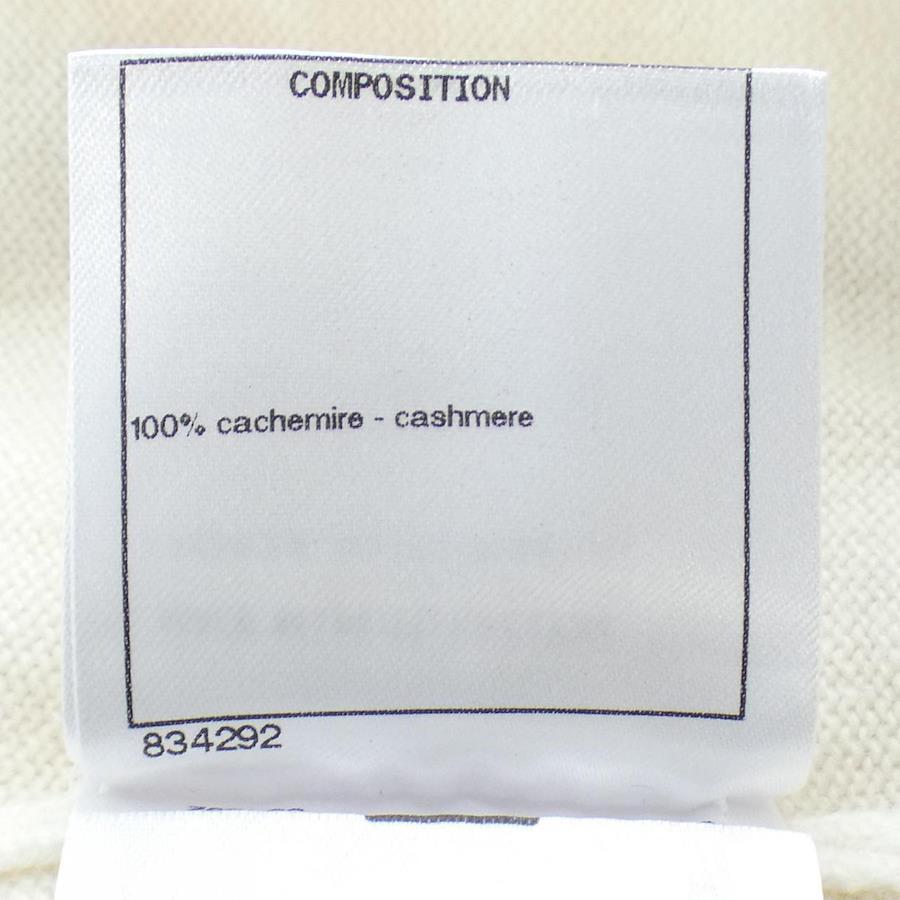 COMPOSITION
100% cachemire - cashmere
834292